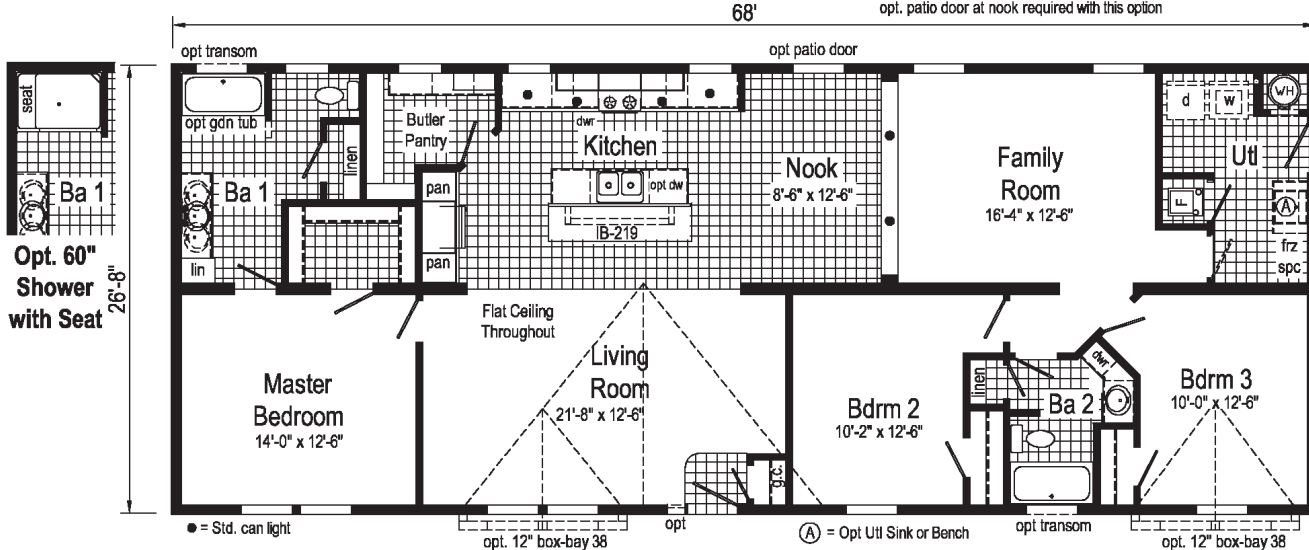 opt. patio door at nook required with this option
68'
opt transom
opt patio door
seat
Ba 1
Opt. 60"
Shower
with Seat
26'-8"
opt gdn tub
linen
Ba 1
lin
Butler
Pantry
pan
pan
dwr
Kitchen
opt dw
IB-219
Nook
8'-6" x 12'-6"
Family
Room
16'-4" x 12'-6"
d
w
WH
Utl
F
A
frz
spc
Flat Ceiling
Throughout
Master
Bedroom
14'-0" x 12'-6"
Living
Room
21'-8" x 12'-6"
g.c.
Bdrm 2
10'-2" x 12'-6"
linen
dwr
Ba 2
Bdrm 3
10'-0" x 12'-6"
● = Std. can light
opt. 12" box-bay 38
opt
Ⓐ = Opt Utl Sink or Bench
opt transom
opt. 12" box-bay 38